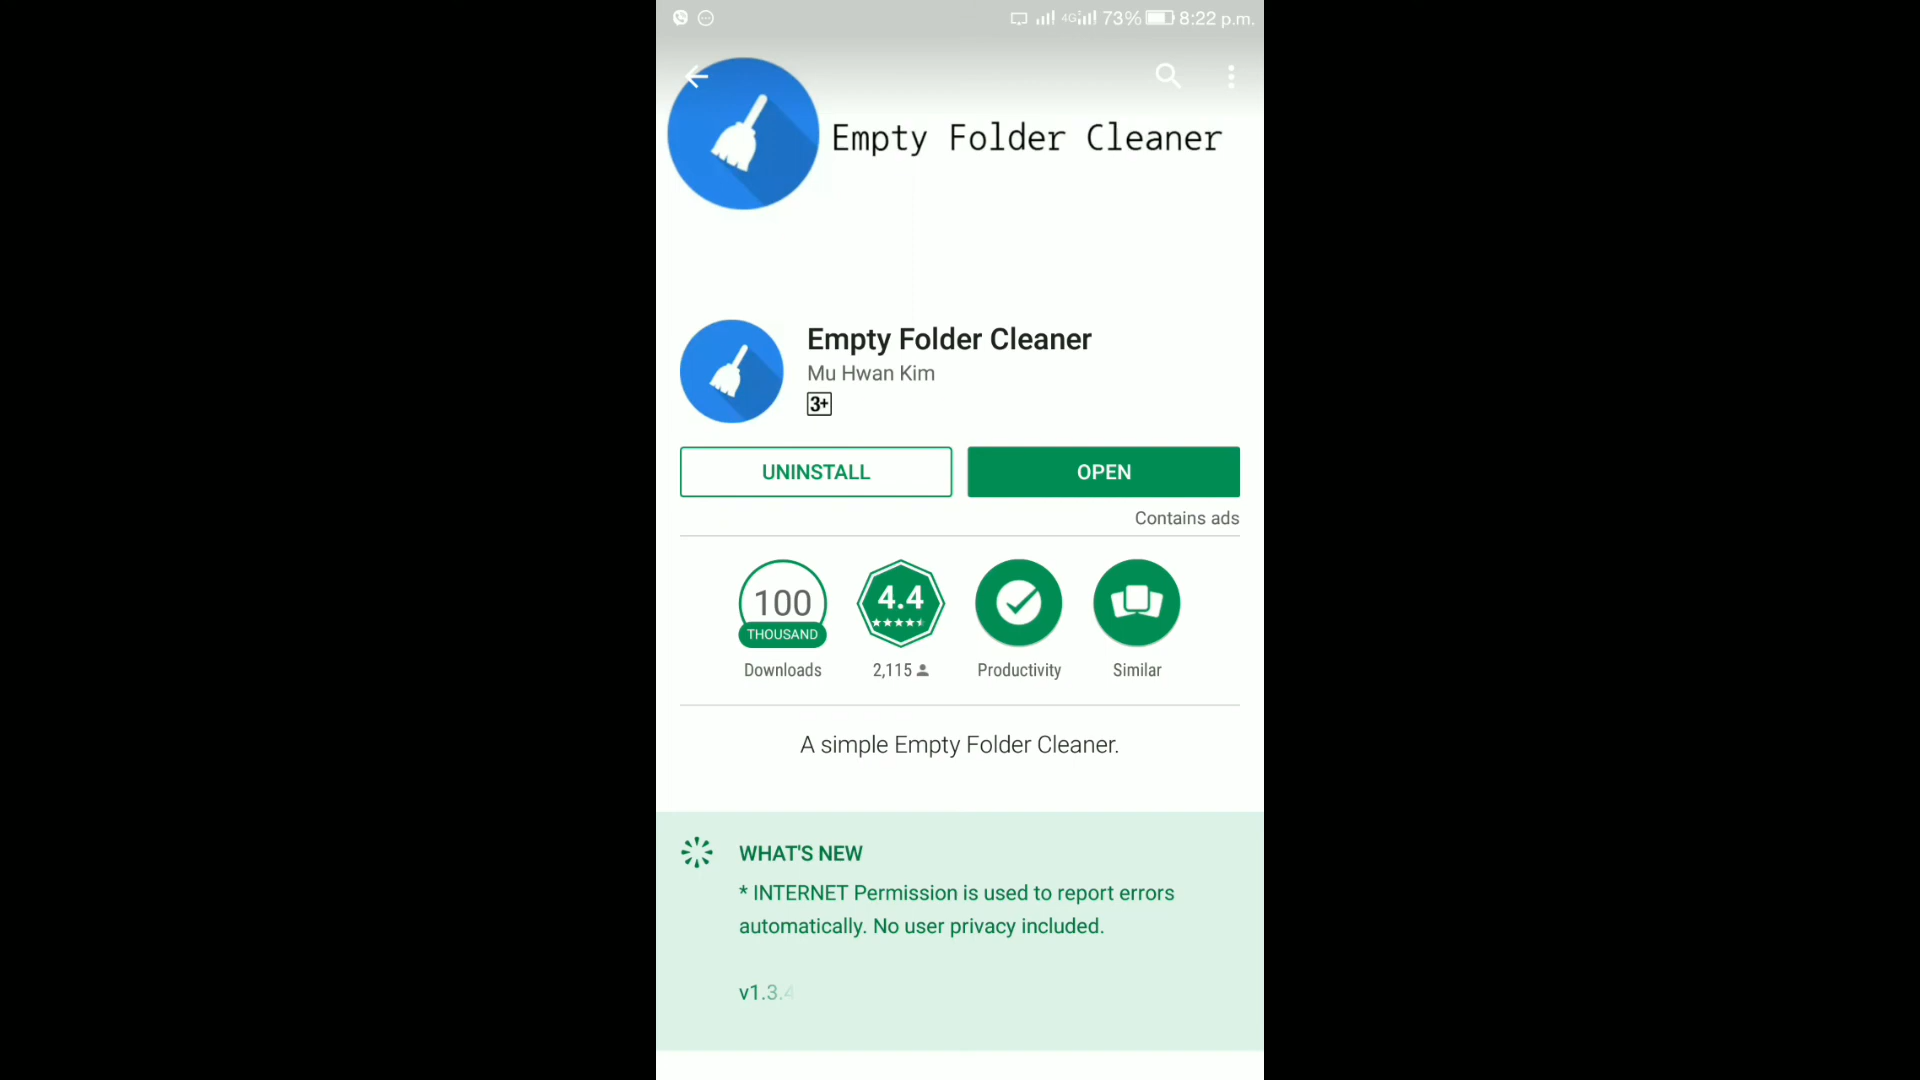 4G 73% 8:22 p.m.
Empty Folder Cleaner
Empty Folder Cleaner
Mu Hwan Kim
3+
UNINSTALL
OPEN
Contains ads
100
THOUSAND
4.4
Downloads
2,115
Productivity
Similar
A simple Empty Folder Cleaner.
WHAT'S NEW
* INTERNET Permission is used to report errors
automatically. No user privacy included.
v1.3.4